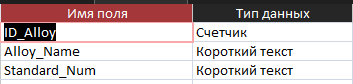 Имя поля Тип данных
ID_Alloy Счетчик
Alloy_Name Короткий текст
Standard_Num Короткий текст